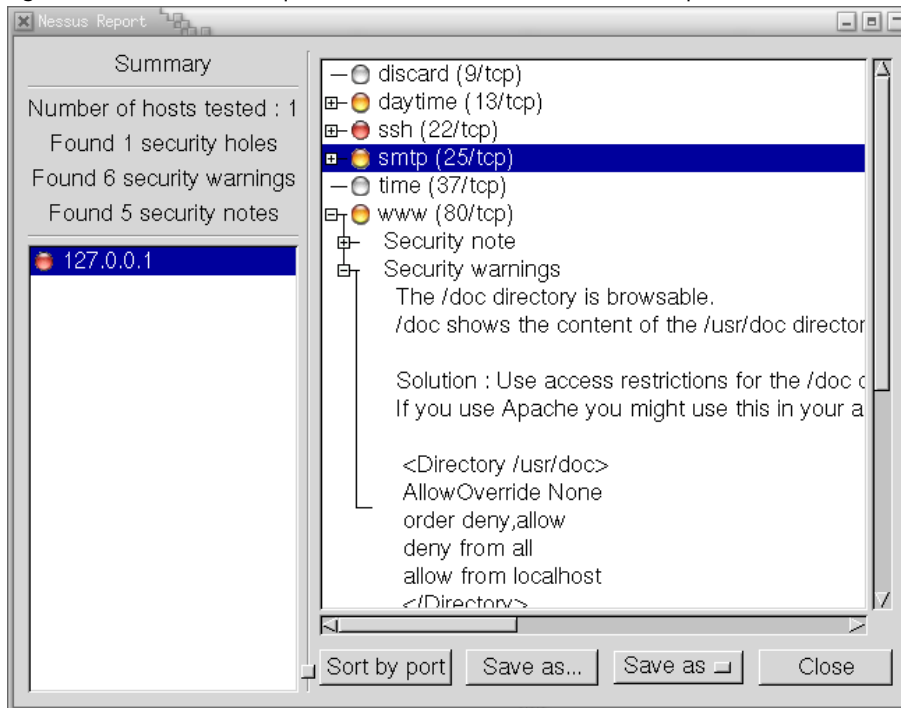 Nessus Report
Summary
Number of hosts tested : 1
Found 1 security holes
Found 6 security warnings
Found 5 security notes
127.0.0.1
discard (9/tcp)
daytime (13/tcp)
ssh (22/tcp)
smtp (25/tcp)
time (37/tcp)
www (80/tcp)
Security note
Security warnings
The /doc directory is browsable.
/doc shows the content of the /usr/doc director
Solution : Use access restrictions for the /doc
If you use Apache you might use this in your a
<Directory /usr/doc>
AllowOverride None
order deny,allow
deny from all
allow from localhost
</Directory>
Sort by port
Save as...
Save as
Close